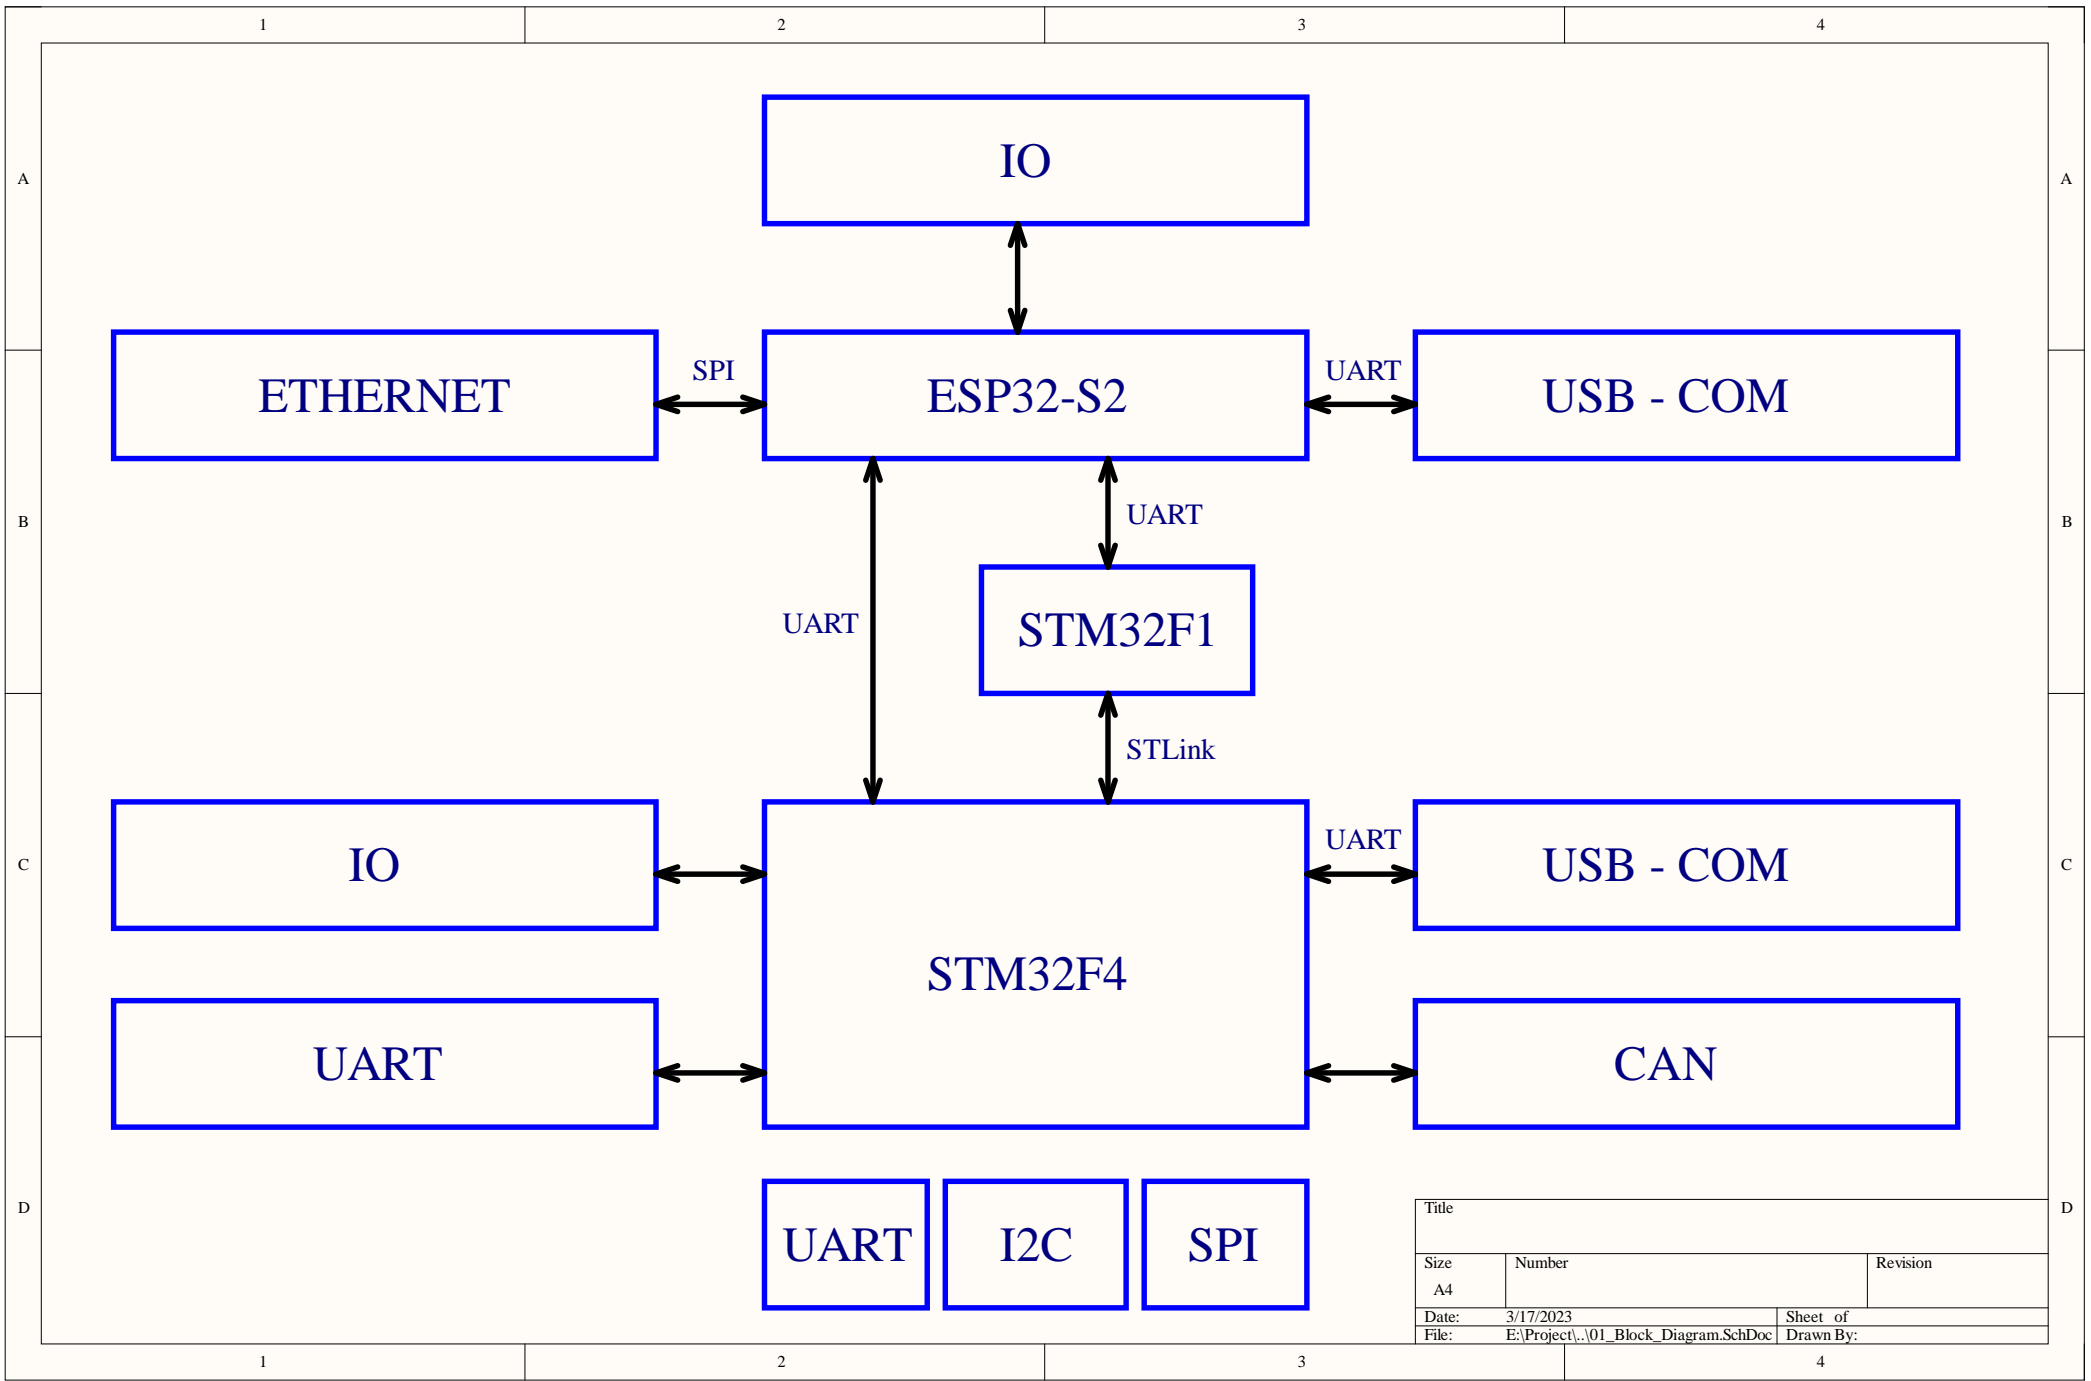 1 2 3 4
A A
IO
ETHERNET SPI ESP32-S2 UART USB - COM
B B
UART
UART
STM32F1
STLink
C C
IO
UART
USB - COM
STM32F4
UART
CAN
D D
UART I2C SPI
Title
Size Number Revision
A4
Date: 3/17/2023 Sheet of
File: E:\Project\..\01_Block_Diagram.SchDoc Drawn By:
1 2 3 4